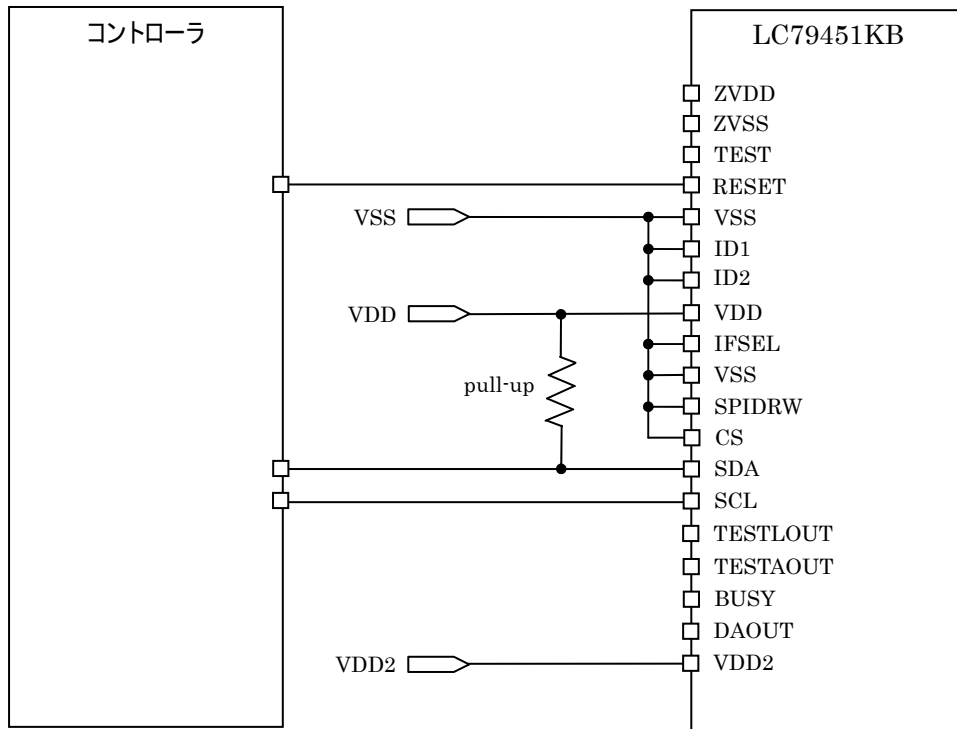 コントローラ
LC79451KB
ZVDD
ZVSS
TEST
RESET
VSS
VSS
ID1
ID2
VDD
VDD
IFSEL
pull-up
VSS
SPIDRW
CS
SDA
SCL
TESTLOUT
TESTAOUT
BUSY
DAOUT
VDD2
VDD2